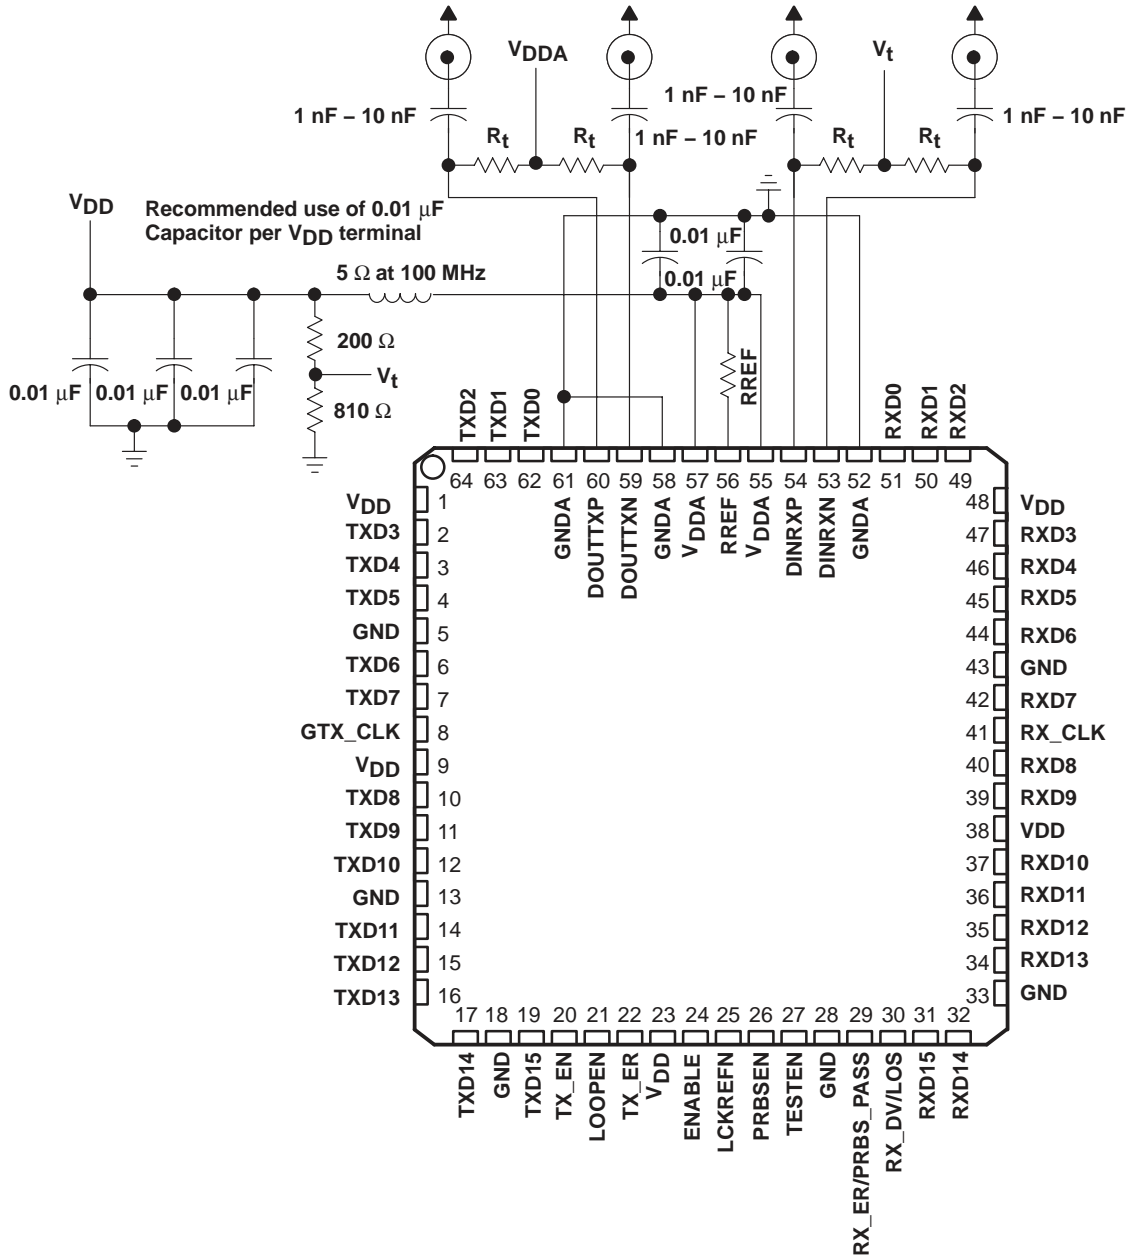 VDDA
Vt
1 nF – 10 nF
1 nF – 10 nF
1 nF – 10 nF
1 nF – 10 nF
Rt
Rt
Rt
Rt
VDD
Recommended use of 0.01 µF
Capacitor per VDD terminal
0.01 µF
0.01 µF
5 Ω at 100 MHz
200 Ω
Vt
810 Ω
0.01 µF
0.01 µF
0.01 µF
RREF
TXD2
TXD1
TXD0
RXD0
RXD1
RXD2
64 63 62 61 60 59 58 57 56 55 54 53 52 51 50 49
GNDA
DOUTTXP
DOUTTXN
GNDA
VDDA
RREF
VDDA
DINRXP
DINRXN
GNDA
VDD 1
TXD3 2
TXD4 3
TXD5 4
GND 5
TXD6 6
TXD7 7
GTX_CLK 8
VDD 9
TXD8 10
TXD9 11
TXD10 12
GND 13
TXD11 14
TXD12 15
TXD13 16
48 VDD
47 RXD3
46 RXD4
45 RXD5
44 RXD6
43 GND
42 RXD7
41 RX_CLK
40 RXD8
39 RXD9
38 VDD
37 RXD10
36 RXD11
35 RXD12
34 RXD13
33 GND
17 18 19 20 21 22 23 24 25 26 27 28 29 30 31 32
TXD14
GND
TXD15
TX_EN
LOOPEN
TX_ER
VDD
ENABLE
LCKREFN
PRBSEN
TESTEN
GND
RX_ER/PRBS_PASS
RX_DV/LOS
RXD15
RXD14